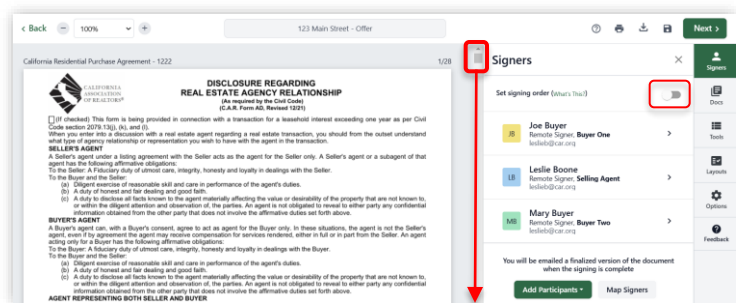 < Back
100%
123 Main Street - Offer
Next >
California Residential Purchase Agreement - 1222
1/28
CALIFORNIA
ASSOCIATION
OF REALTORS®
DISCLOSURE REGARDING
REAL ESTATE AGENCY RELATIONSHIP
(As required by the Civil Code)
(C.A.R. Form AD, Revised 12/21)
(If checked) This form is being provided in connection with a transaction for a leasehold interest exceeding one year as per Civil
Code section 2079.13(j), (k), and (l).
When you enter into a discussion with a real estate agent regarding a real estate transaction, you should from the outset understand
what type of agency relationship or representation you wish to have with the agent in the transaction.
SELLER'S AGENT
A Seller's agent under a listing agreement with the Seller acts as the agent for the Seller only. A Seller's agent or a subagent of that
agent has the following affirmative obligations:
To the Seller: A Fiduciary duty of utmost care, integrity, honesty and loyalty in dealings with the Seller.
To the Buyer and the Seller:
(a) Diligent exercise of reasonable skill and care in performance of the agent's duties.
(b) A duty of honest and fair dealing and good faith.
(c) A duty to disclose all facts known to the agent materially affecting the value or desirability of the property that are not known to,
or within the diligent attention and observation of, the parties. An agent is not obligated to reveal to either party any confidential
information obtained from the other party that does not involve the affirmative duties set forth above.
BUYER'S AGENT
A Buyer's agent can, with a Buyer's consent, agree to act as agent for the Buyer only. In these situations, the agent is not the Seller's
agent, even if by agreement the agent may receive compensation for services rendered, either in full or in part from the Seller. An agent
acting only for a Buyer has the following affirmative obligations:
To the Buyer: A fiduciary duty of utmost care, integrity, honesty and loyalty in dealings with the Buyer.
To the Buyer and the Seller:
(a) Diligent exercise of reasonable skill and care in performance of the agent's duties.
(b) A duty of honest and fair dealing and good faith.
(c) A duty to disclose all facts known to the agent materially affecting the value or desirability of the property that are not known to,
or within the diligent attention and observation of, the parties. An agent is not obligated to reveal to either party any confidential
information obtained from the other party that does not involve the affirmative duties set forth above.
AGENT REPRESENTING BOTH SELLER AND BUYER
Signers
Set signing order (What's This?)
JB
Joe Buyer
Remote Signer, Buyer One
leslieb@car.org
LB
Leslie Boone
Remote Signer, Selling Agent
leslieb@car.org
MB
Mary Buyer
Remote Signer, Buyer Two
leslieb@car.org
You will be emailed a finalized version of the document
when the signing is complete
Add Participants
Map Signers
Signers
Docs
Tools
Layouts
Options
Feedback